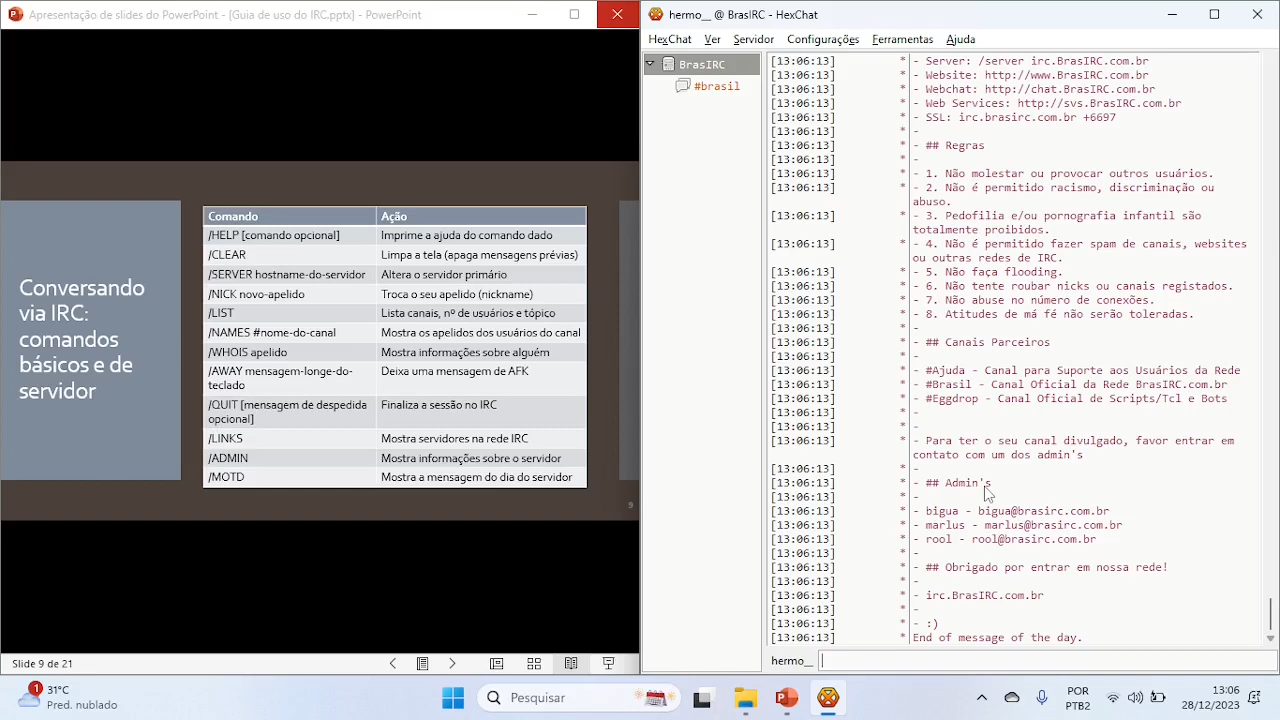 Apresentação de slides do PowerPoint - [Guia de uso do IRC.pptx] - PowerPoint
Conversando
via IRC:
comandos
básicos e de
servidor
Comando Ação
/HELP [comando opcional] Imprime a ajuda do comando dado
/CLEAR Limpa a tela (apaga mensagens prévias)
/SERVER hostname-do-servidor Altera o servidor primário
/NICK novo-apelido Troca o seu apelido (nickname)
/LIST Lista canais, nº de usuários e tópico
/NAMES #nome-do-canal Mostra os apelidos dos usuários do canal
/WHOIS apelido Mostra informações sobre alguém
/AWAY mensagem-longe-do- Deixa uma mensagem de AFK
teclado
/QUIT [mensagem de despedida Finaliza a sessão no IRC
opcional]
/LINKS Mostra servidores na rede IRC
/ADMIN Mostra informações sobre o servidor
/MOTD Mostra a mensagem do dia do servidor
9
Slide 9 de 21
hermo__ @ BrasIRC - HexChat
HexChat Ver Servidor Configurações Ferramentas Ajuda
BrasIRC
#brasil
[13:06:13] * - Server: /server irc.BrasIRC.com.br
[13:06:13] * - Website: http://www.BrasIRC.com.br
[13:06:13] * - Webchat: http://chat.BrasIRC.com.br
[13:06:13] * - Web Services: http://svs.BrasIRC.com.br
[13:06:13] * - SSL: irc.brasirc.com.br +6697
[13:06:13] * -
[13:06:13] * - ## Regras
[13:06:13] * -
[13:06:13] * - 1. Não molestar ou provocar outros usuários.
[13:06:13] * - 2. Não é permitido racismo, discriminação ou
abuso.
[13:06:13] * - 3. Pedofilia e/ou pornografia infantil são
totalmente proibidos.
[13:06:13] * - 4. Não é permitido fazer spam de canais, websites
ou outras redes de IRC.
[13:06:13] * - 5. Não faça flooding.
[13:06:13] * - 6. Não tente roubar nicks ou canais registados.
[13:06:13] * - 7. Não abuse no número de conexões.
[13:06:13] * - 8. Atitudes de má fé não serão toleradas.
[13:06:13] * -
[13:06:13] * - ## Canais Parceiros
[13:06:13] * -
[13:06:13] * - #Ajuda - Canal para Suporte aos Usuários da Rede
[13:06:13] * - #Brasil - Canal Oficial da Rede BrasIRC.com.br
[13:06:13] * - #Eggdrop - Canal Oficial de Scripts/Tcl e Bots
[13:06:13] * -
[13:06:13] * -
[13:06:13] * - Para ter o seu canal divulgado, favor entrar em
contato com um dos admin's
[13:06:13] * -
[13:06:13] * - ## Admin's
[13:06:13] * -
[13:06:13] * - bigua - bigua@brasirc.com.br
[13:06:13] * - marlus - marlus@brasirc.com.br
[13:06:13] * - rool - rool@brasirc.com.br
[13:06:13] * -
[13:06:13] * - ## Obrigado por entrar em nossa rede!
[13:06:13] * -
[13:06:13] * - irc.BrasIRC.com.br
[13:06:13] * -
[13:06:13] * - :)
[13:06:13] * End of message of the day.
hermo__
1
31°C
Pred. nublado
Pesquisar
POR
PTB2
13:06
28/12/2023